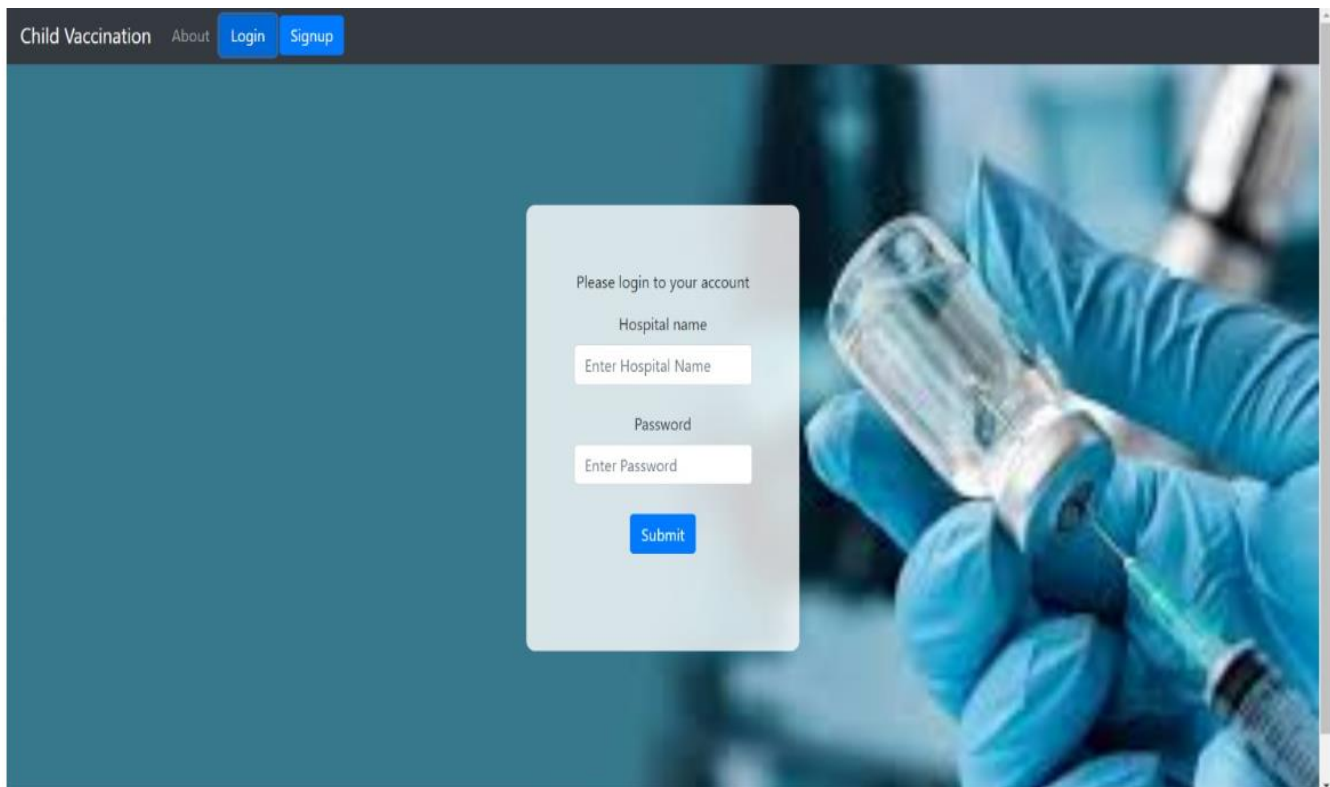 Child Vaccination About Login Signup
Please login to your account
Hospital name
Enter Hospital Name
Password
Enter Password
Submit